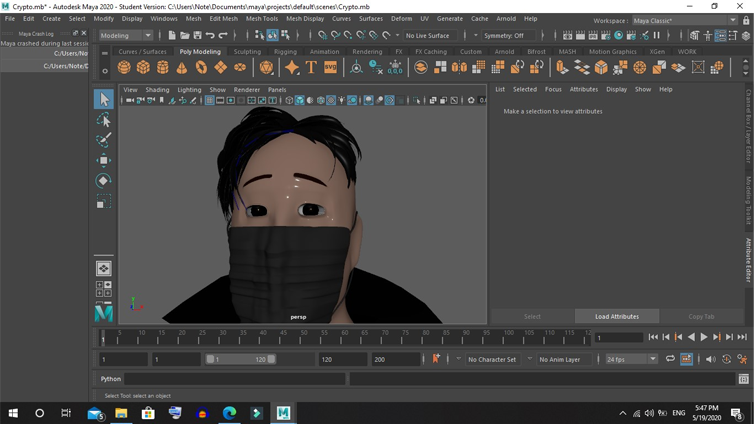 Crypto.mb* - Autodesk Maya 2020 - Student Version: C:\Users\Note\Documents\maya\projects\default\scenes\Crypto.mb
File Edit Create Select Modify Display Windows Mesh Edit Mesh Mesh Tools Mesh Display Curves Surfaces Deform UV Generate Cache Arnold Help
Workspace : Maya Classic*
Maya Crash Log
Modeling
No Live Surface
Symmetry: Off
Maya crashed during last sessi
C:/Users/No
C:/Users/Note/D
Curves / Surfaces Poly Modeling Sculpting Rigging Animation Rendering FX FX Caching Custom Arnold Bifrost MASH Motion Graphics XGen WORK
View Shading Lighting Show Renderer Panels
List Selected Focus Attributes Display Show Help
Make a selection to view attributes
Channel Box / Layer Editor
Modeling Toolkit
Attribute Editor
persp
Select Load Attributes Copy Tab
1 5 10 15 20 25 30 35 40 45 50 55 60 65 70 75 80 85 90 95 100 105 110 115 12
1
1 1 1 120 120 200 No Character Set No Anim Layer 24 fps
Python
Select Tool: select an object
5
ENG
5:47 PM
5/19/2020
8